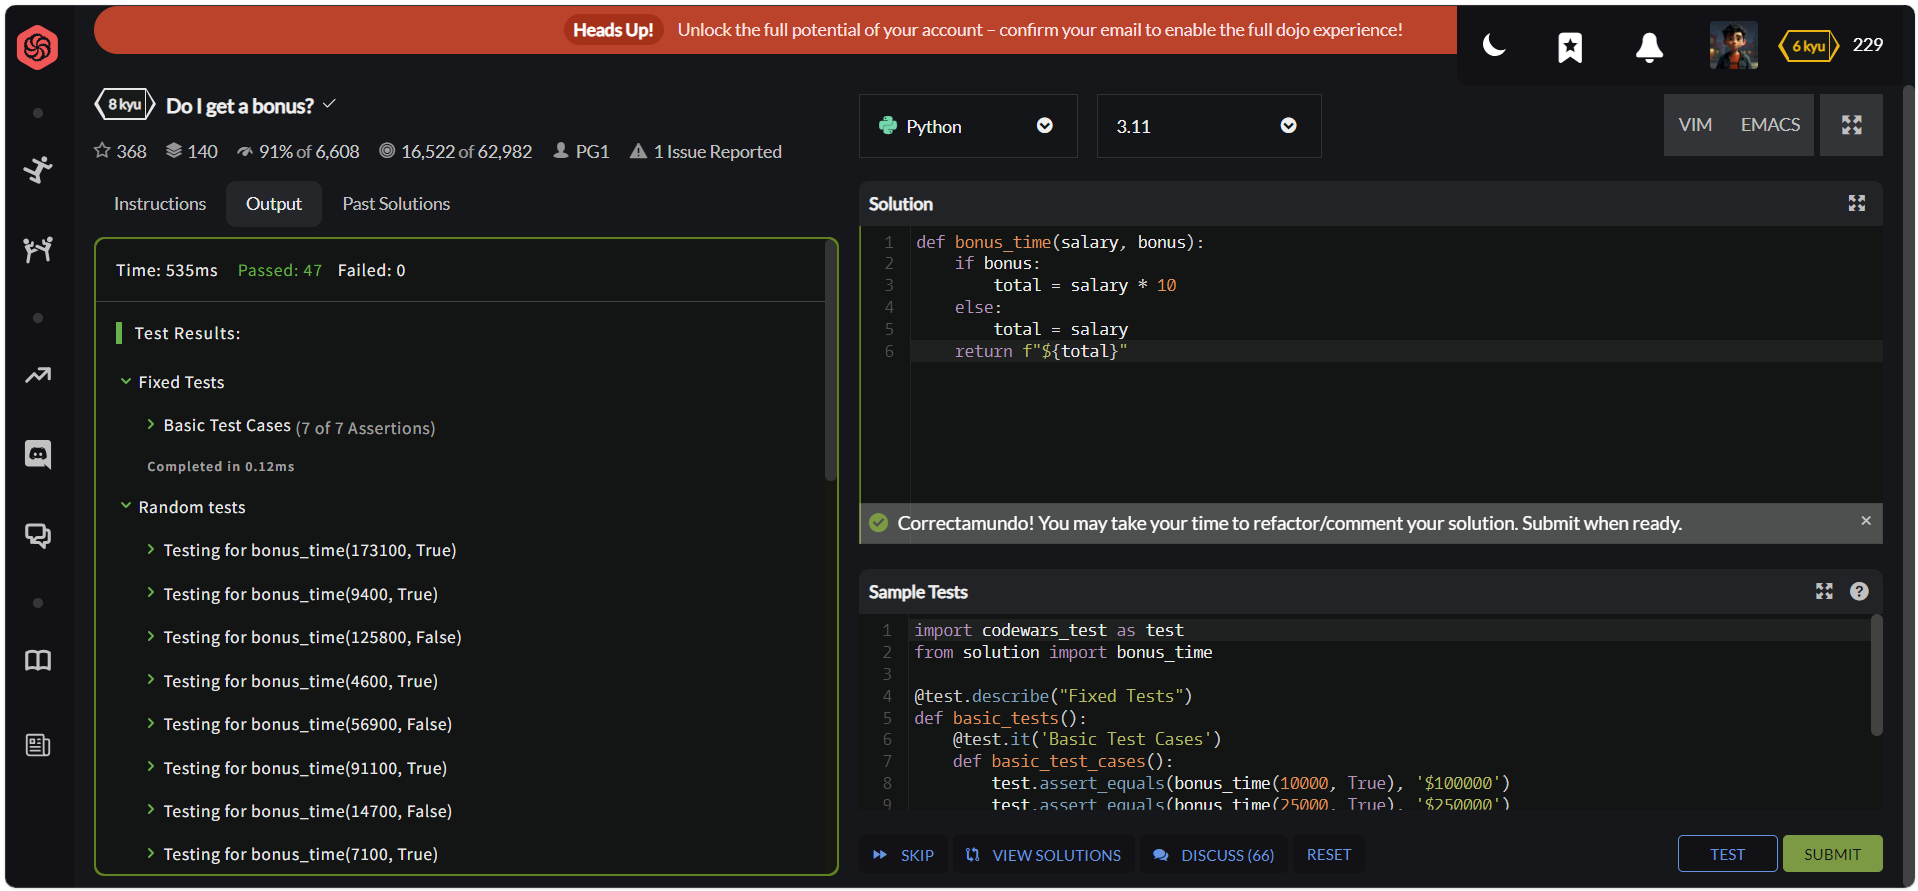 Heads Up! Unlock the full potential of your account – confirm your email to enable the full dojo experience!
6 kyu 229
8 kyu Do I get a bonus?
368 140 91% of 6,608 16,522 of 62,982 PG1 1 Issue Reported
Python 3.11 VIM EMACS
Instructions Output Past Solutions
Time: 535ms Passed: 47 Failed: 0
Test Results:
Fixed Tests
Basic Test Cases (7 of 7 Assertions)
Completed in 0.12ms
Random tests
Testing for bonus_time(173100, True)
Testing for bonus_time(9400, True)
Testing for bonus_time(125800, False)
Testing for bonus_time(4600, True)
Testing for bonus_time(56900, False)
Testing for bonus_time(91100, True)
Testing for bonus_time(14700, False)
Testing for bonus_time(7100, True)
Solution
1 def bonus_time(salary, bonus):
2     if bonus:
3         total = salary * 10
4     else:
5         total = salary
6     return f"${total}"
Correctamundo! You may take your time to refactor/comment your solution. Submit when ready.
Sample Tests
1 import codewars_test as test
2 from solution import bonus_time
3
4 @test.describe("Fixed Tests")
5 def basic_tests():
6     @test.it('Basic Test Cases')
7     def basic_test_cases():
8         test.assert_equals(bonus_time(10000, True), '$100000')
9         test.assert_equals(bonus_time(25000, True), '$250000')
SKIP VIEW SOLUTIONS DISCUSS (66) RESET TEST SUBMIT